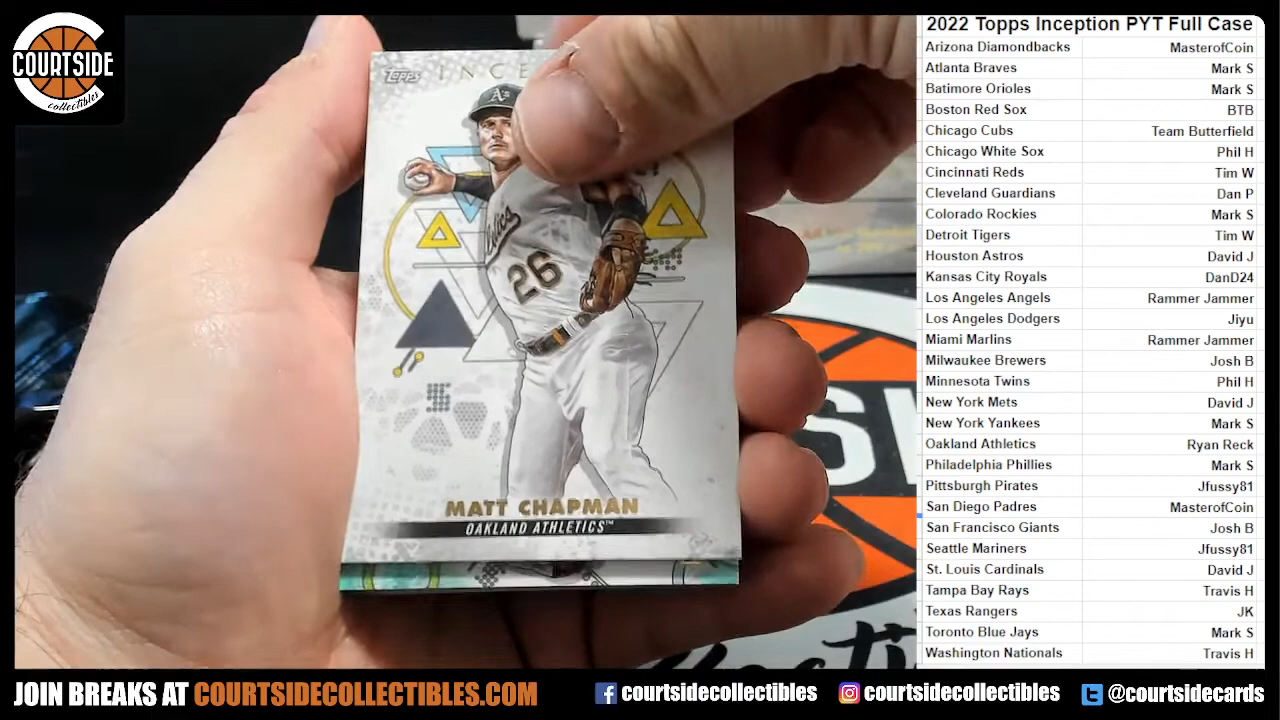 COURTSIDE
collectibles
Topps INCE
A's
26
MATT CHAPMAN
OAKLAND ATHLETICS™
2022 Topps Inception PYT Full Case
Arizona Diamondbacks MasterofCoin
Atlanta Braves Mark S
Batimore Orioles Mark S
Boston Red Sox BTB
Chicago Cubs Team Butterfield
Chicago White Sox Phil H
Cincinnati Reds Tim W
Cleveland Guardians Dan P
Colorado Rockies Mark S
Detroit Tigers Tim W
Houston Astros David J
Kansas City Royals DanD24
Los Angeles Angels Rammer Jammer
Los Angeles Dodgers Jiyu
Miami Marlins Rammer Jammer
Milwaukee Brewers Josh B
Minnesota Twins Phil H
New York Mets David J
New York Yankees Mark S
Oakland Athletics Ryan Reck
Philadelphia Phillies Mark S
Pittsburgh Pirates Jfussy81
San Diego Padres MasterofCoin
San Francisco Giants Josh B
Seattle Mariners Jfussy81
St. Louis Cardinals David J
Tampa Bay Rays Travis H
Texas Rangers JK
Toronto Blue Jays Mark S
Washington Nationals Travis H
JOIN BREAKS AT COURTSIDECOLLECTIBLES.COM
courtsidecollectibles
courtsidecollectibles
@courtsidecards